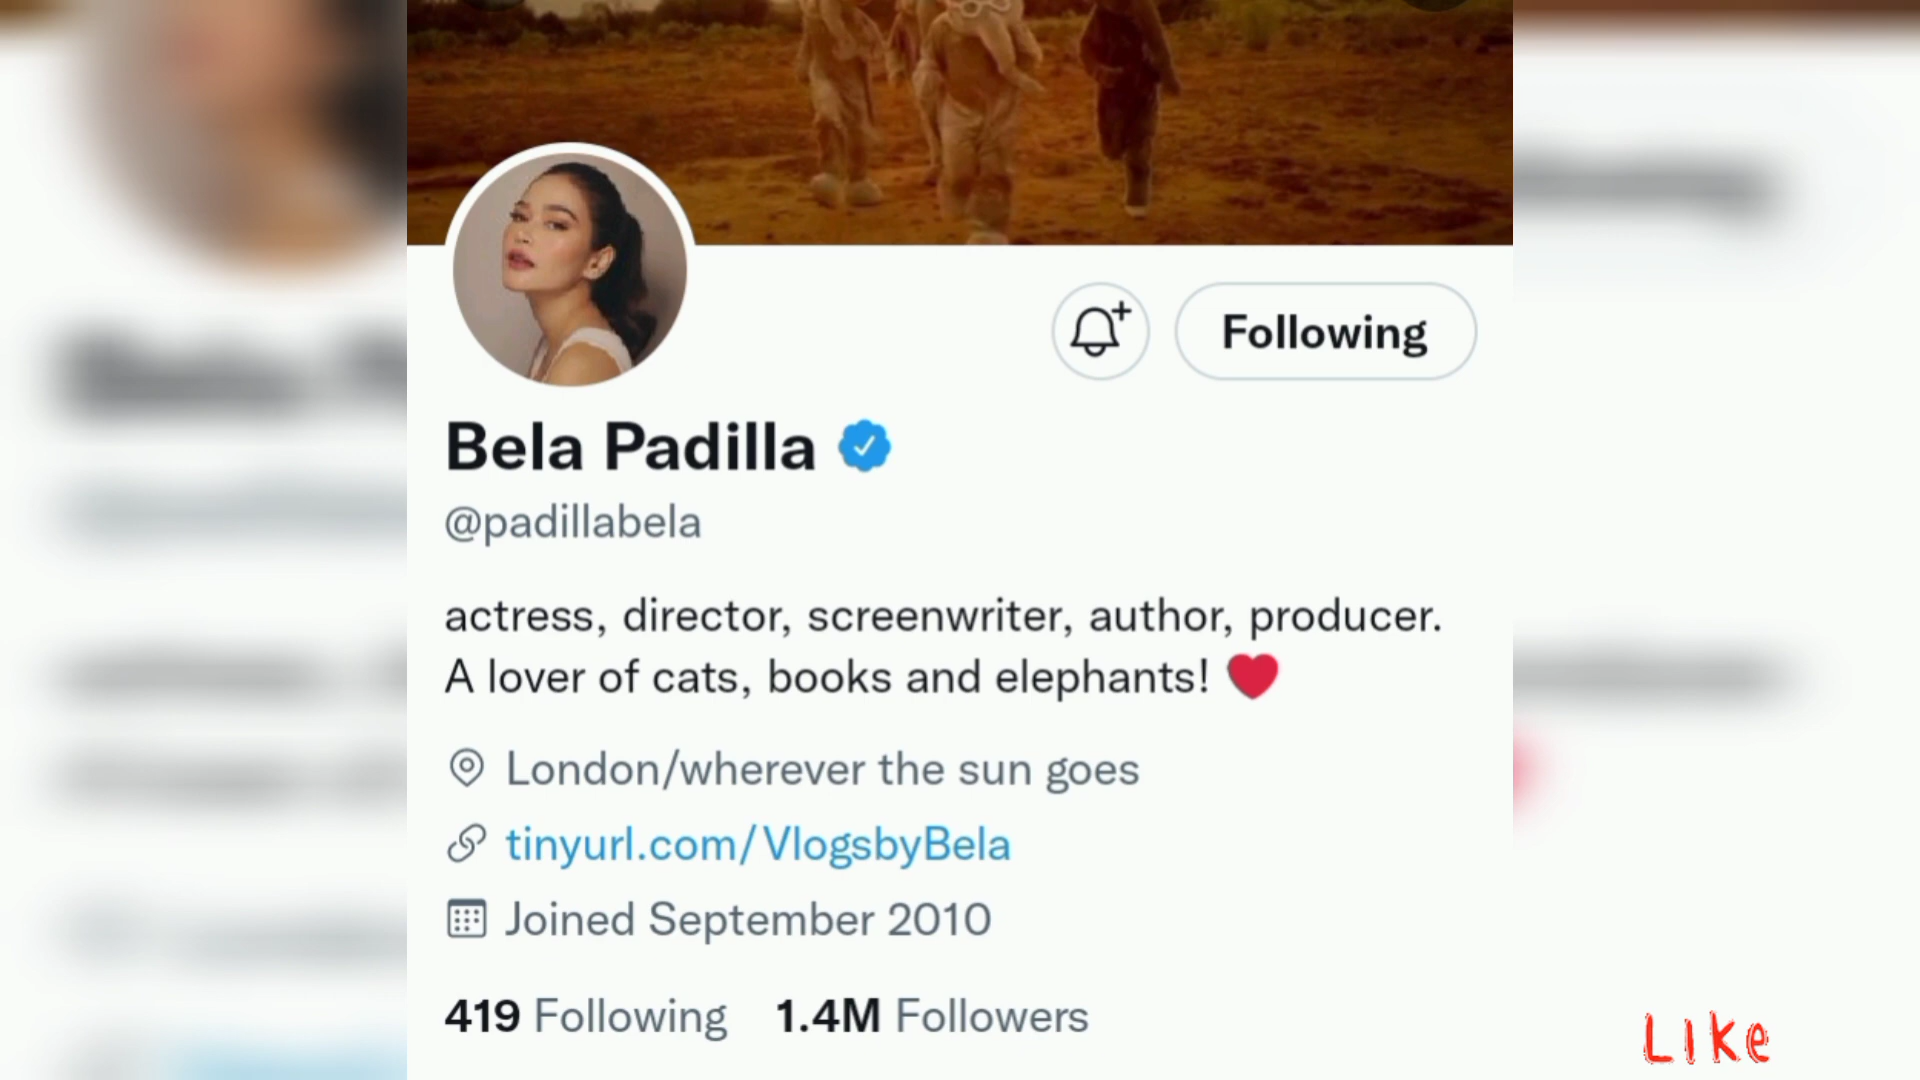 Following
Bela Padilla
@padillabela
actress, director, screenwriter, author, producer.
A lover of cats, books and elephants! ❤️
London/wherever the sun goes
tinyurl.com/VlogsbyBela
Joined September 2010
419 Following 1.4M Followers
LIKe